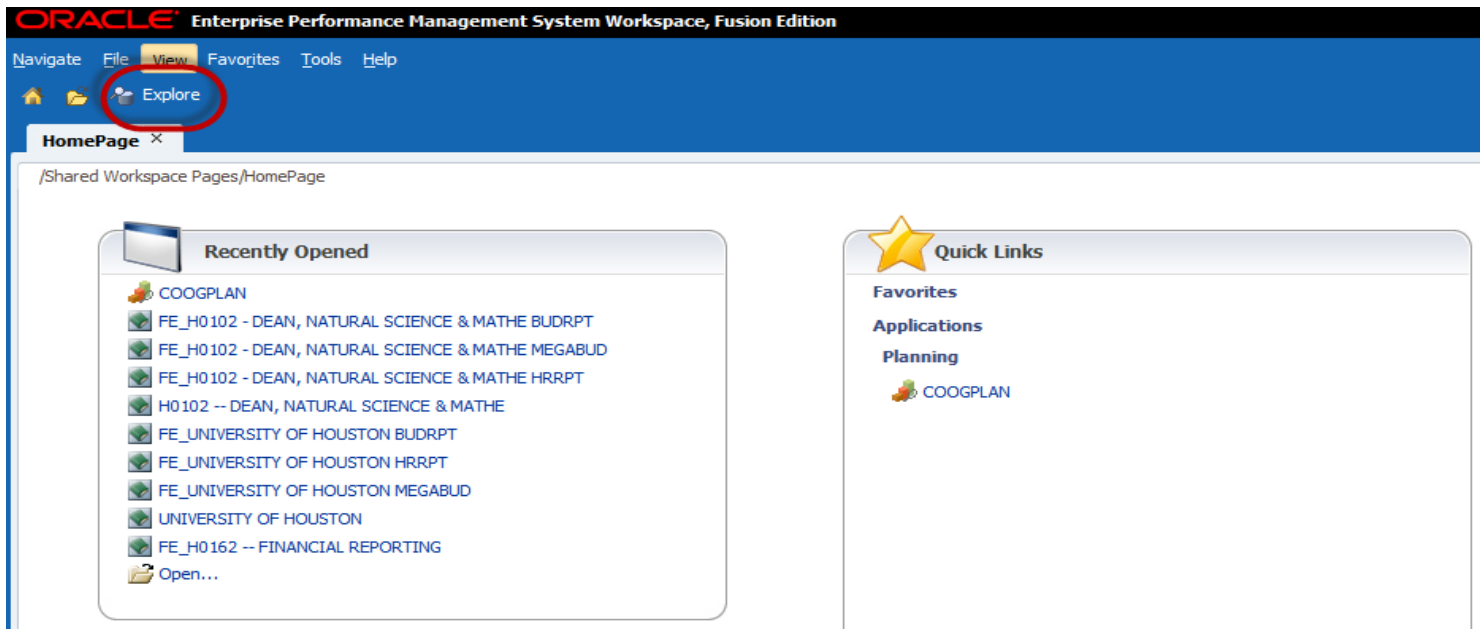 ORACLE Enterprise Performance Management System Workspace, Fusion Edition
Navigate File View Favorites Tools Help
Explore
HomePage ×
/Shared Workspace Pages/HomePage
Recently Opened
COOGPLAN
FE_H0102 - DEAN, NATURAL SCIENCE & MATHE BUDRPT
FE_H0102 - DEAN, NATURAL SCIENCE & MATHE MEGABUD
FE_H0102 - DEAN, NATURAL SCIENCE & MATHE HRRPT
H0102 -- DEAN, NATURAL SCIENCE & MATHE
FE_UNIVERSITY OF HOUSTON BUDRPT
FE_UNIVERSITY OF HOUSTON HRRPT
FE_UNIVERSITY OF HOUSTON MEGABUD
UNIVERSITY OF HOUSTON
FE_H0162 -- FINANCIAL REPORTING
Open...
Quick Links
Favorites
Applications
Planning
COOGPLAN